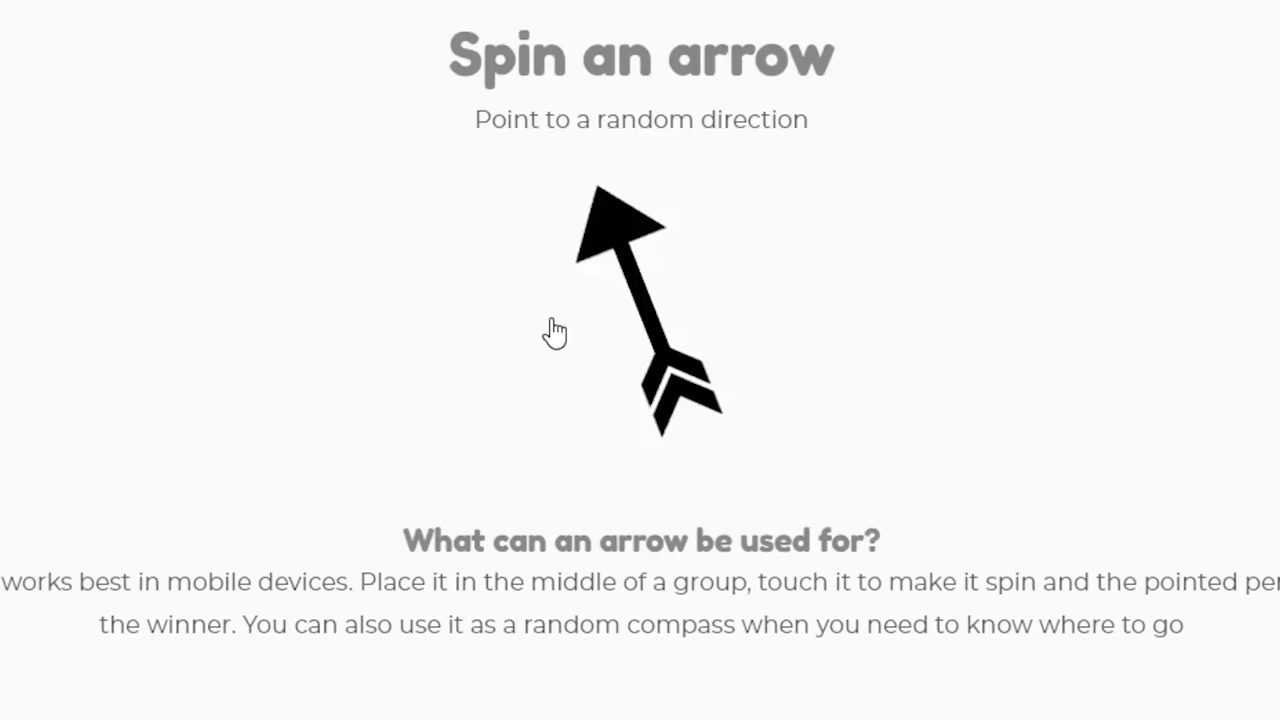 Spin an arrow
Point to a random direction
What can an arrow be used for?
works best in mobile devices. Place it in the middle of a group, touch it to make it spin and the pointed
the winner. You can also use it as a random compass when you need to know where to go